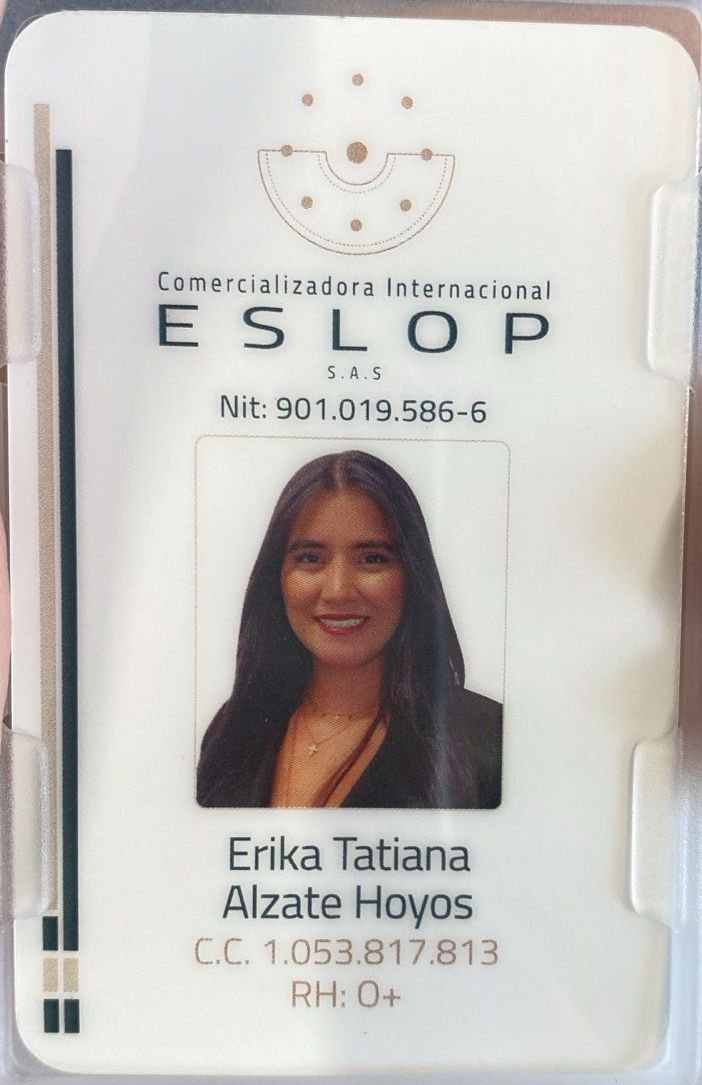 Comercializadora Internacional
ESLOP
S.A.S
Nit: 901.019.586-6
Erika Tatiana
Alzate Hoyos
C.C. 1.053.817.813
RH: O+